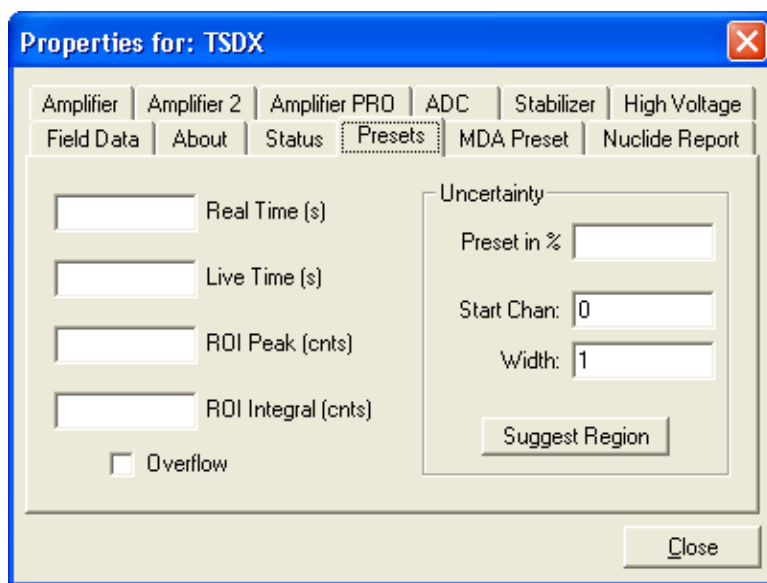 Properties for: TSDX
Amplifier Amplifier 2 Amplifier PRO ADC Stabilizer High Voltage
Field Data About Status Presets MDA Preset Nuclide Report
Real Time (s)
Live Time (s)
ROI Peak (cnts)
ROI Integral (cnts)
Overflow
Uncertainty
Preset in %
Start Chan: 0
Width: 1
Suggest Region
Close